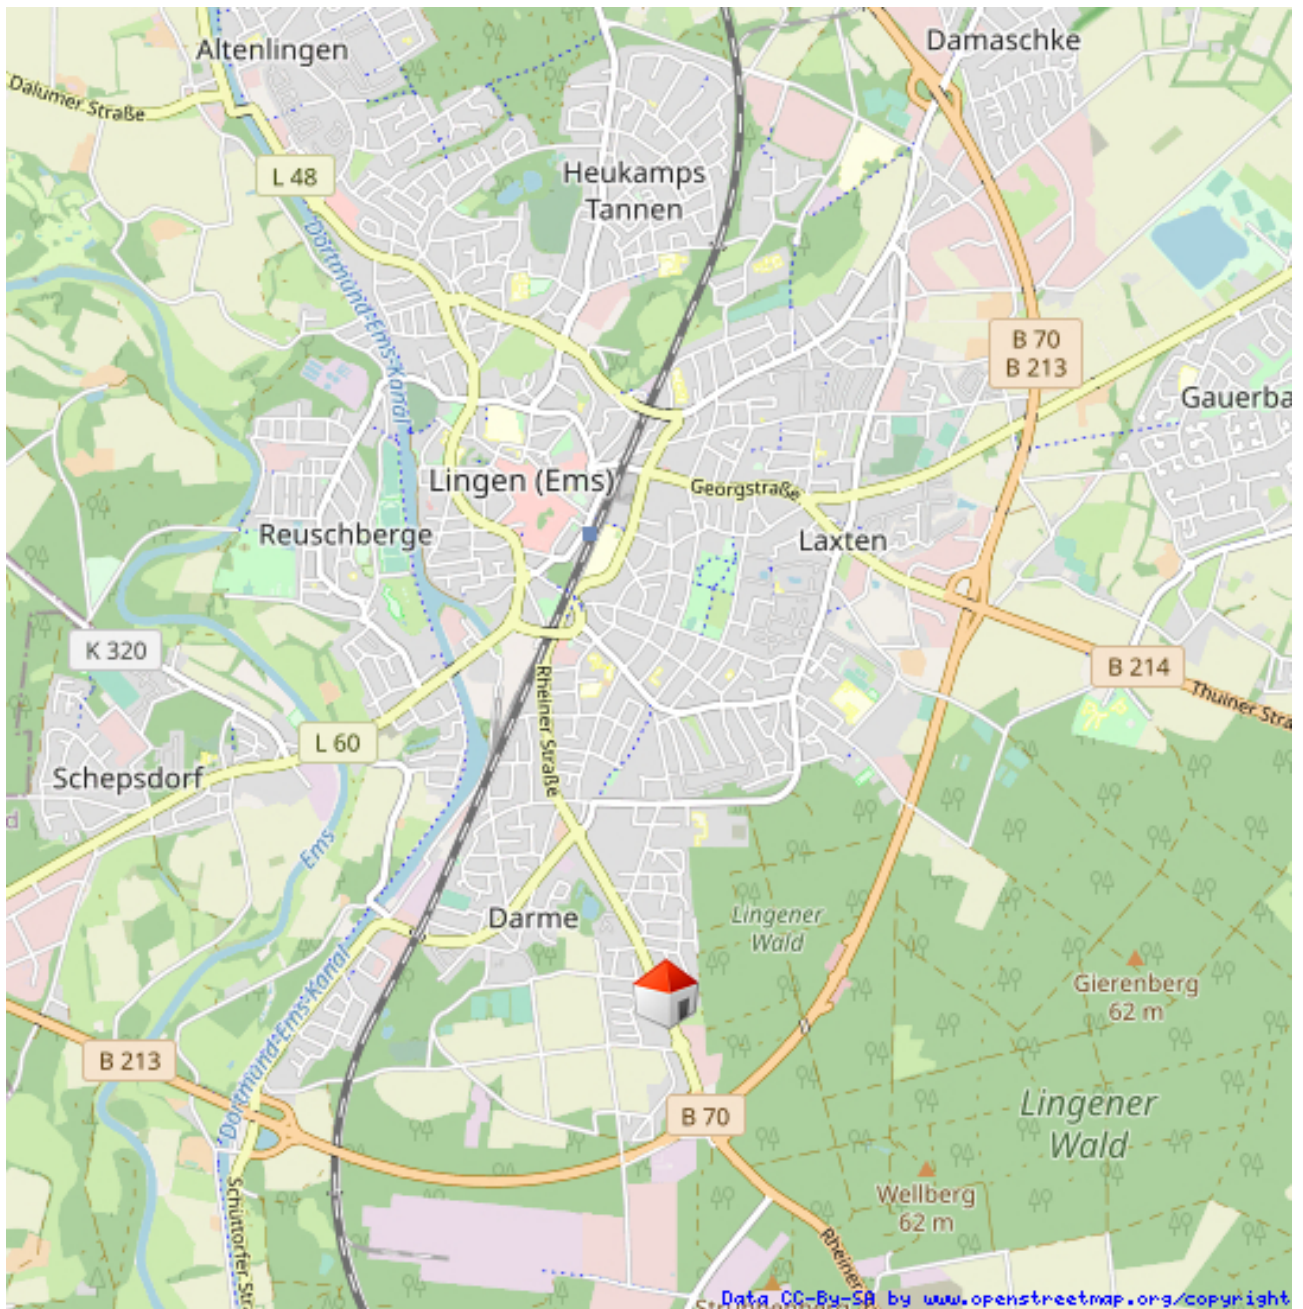 Altenlingen
Damaschke
Dalumer Straße
L 48
Heukamps
Tannen
Dortmund-Ems-Kanal
B 70
B 213
Gauerba
Lingen (Ems)
Georgstraße
Reuschberge
Laxten
K 320
B 214
Thuiner Stra
Rheiner Straße
L 60
Schepsdorf
d
Ems
Darme
Lingener
Wald
Gierenberg
62 m
Dortmund-Ems-Kanal
B 213
B 70
Lingener
Wald
Wellberg
62 m
Schüttorfer Str
Rheiner
Data CC-By-SA by www.openstreetmap.org/copyright